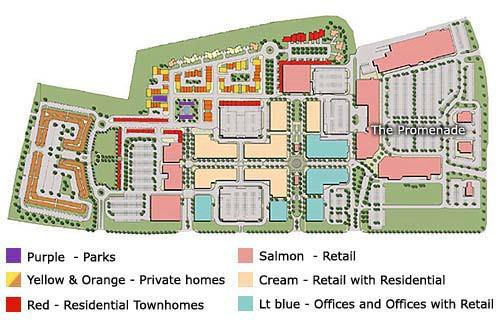 The Promenade
Purple - Parks
Yellow & Orange - Private homes
Red - Residential Townhomes
Salmon - Retail
Cream - Retail with Residential
Lt blue - Offices and Offices with Retail